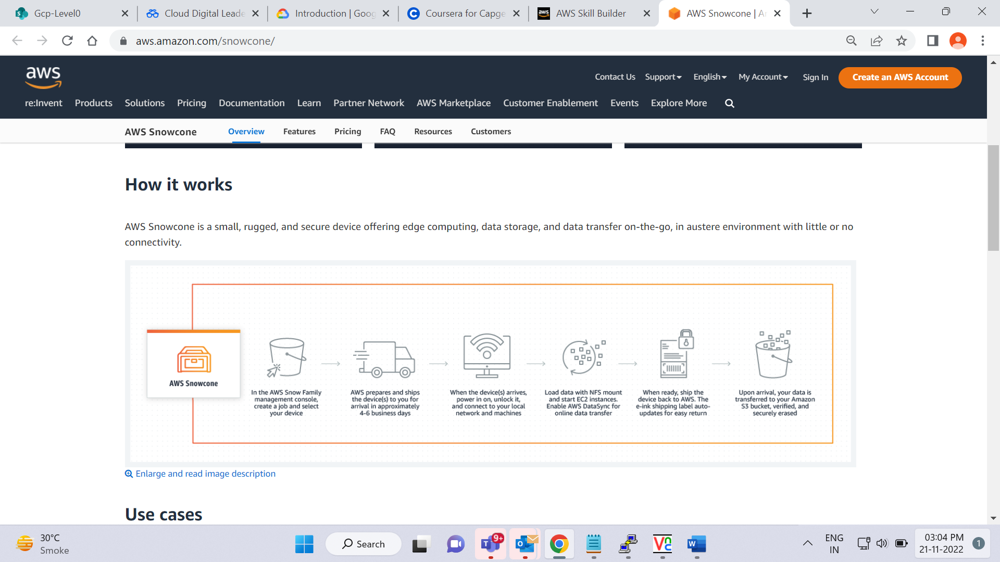 Gcp-Level0
Cloud Digital Leade
Introduction | Goog
Coursera for Capge
aws
AWS Skill Builder
AWS Snowcone | A
aws.amazon.com/snowcone/
aws
Contact Us Support English My Account Sign In Create an AWS Account
re:Invent Products Solutions Pricing Documentation Learn Partner Network AWS Marketplace Customer Enablement Events Explore More
AWS Snowcone Overview Features Pricing FAQ Resources Customers
How it works
AWS Snowcone is a small, rugged, and secure device offering edge computing, data storage, and data transfer on-the-go, in austere environment with little or no
connectivity.
AWS Snowcone
In the AWS Snow Family
management console,
create a job and select
your device
AWS prepares and ships
the device(s) to you for
arrival in approximately
4-6 business days
When the device(s) arrives,
power in on, unlock it,
and connect to your local
network and machines
Load data with NFS mount
and start EC2 instances.
Enable AWS DataSync for
online data transfer
When ready, ship the
device back to AWS. The
e-ink shipping label auto-
updates for easy return
Upon arrival, your data is
transferred to your Amazon
S3 bucket, verified, and
securely erased
Enlarge and read image description
Use cases
30°C
Smoke
Search
9+
ENG
IN
03:04 PM
21-11-2022
1